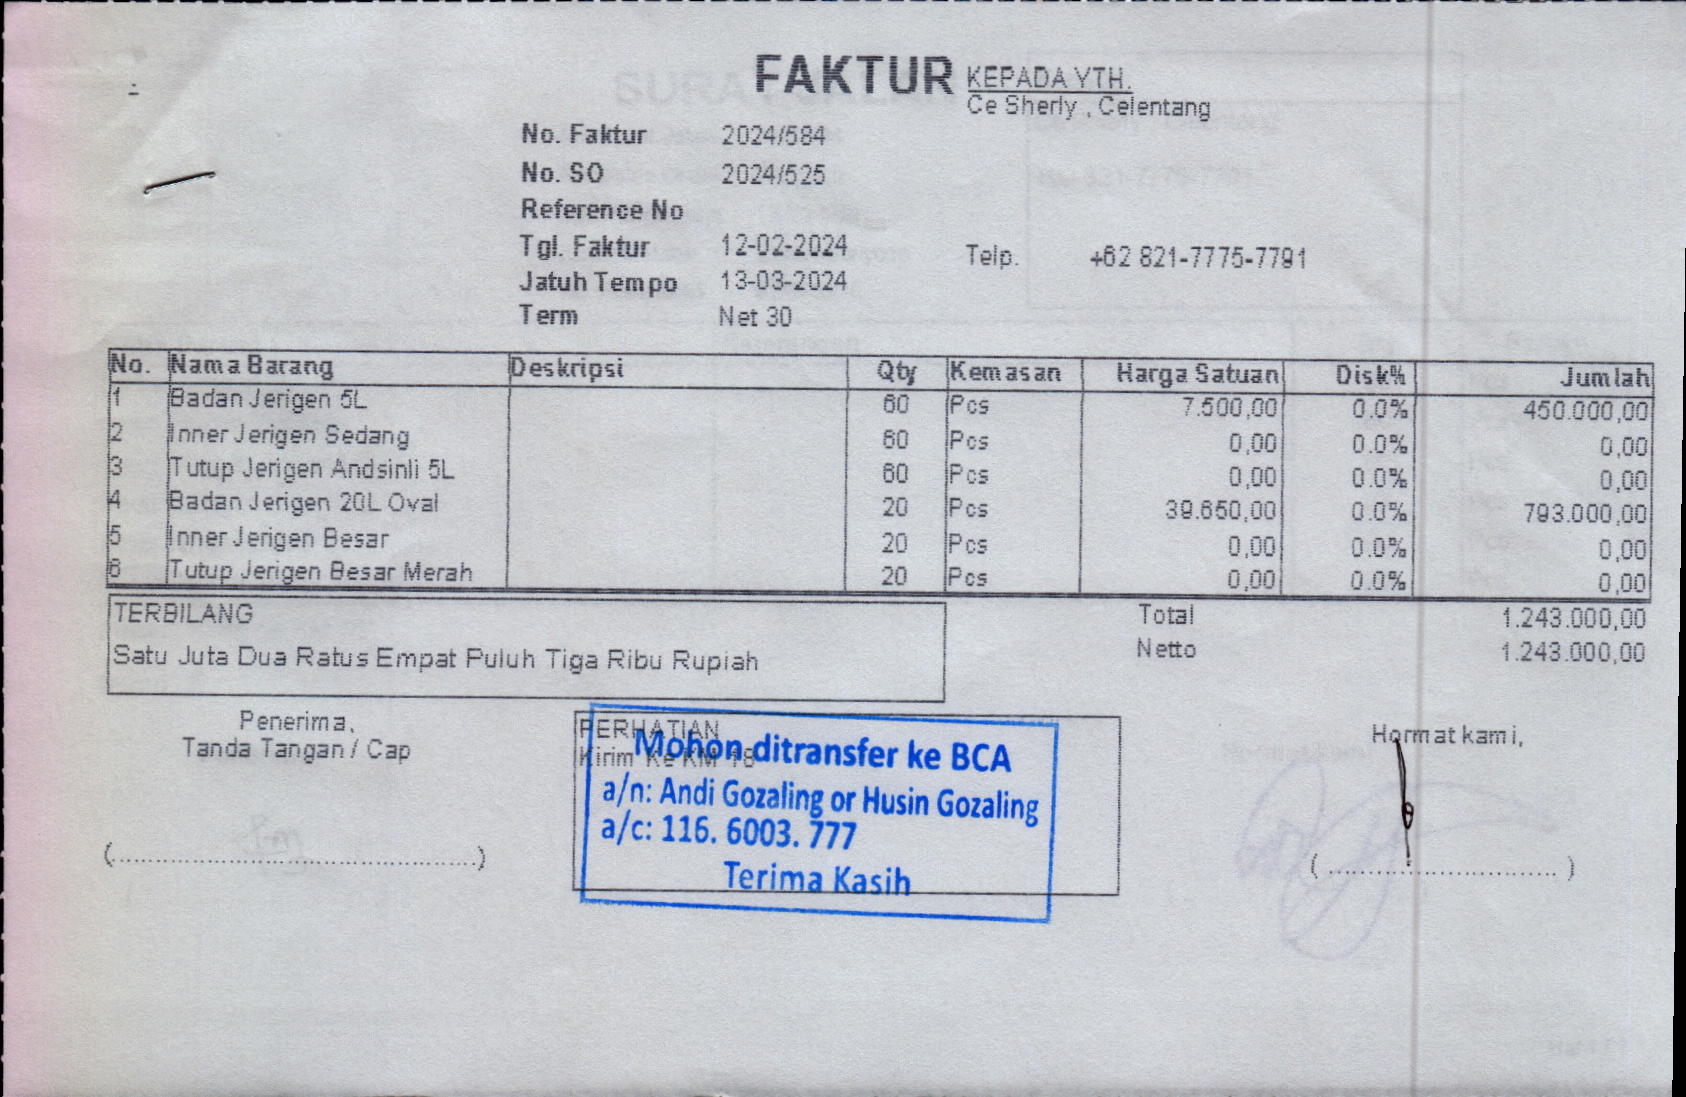 FAKTUR
KEPADA YTH.
Ce Sherly , Celentang
No. Faktur 2024/584
No. SO 2024/525
Reference No
Tgl. Faktur 12-02-2024
Telp. +62 821-7775-7791
Jatuh Tempo 13-03-2024
Term Net 30
No. Nama Barang Deskripsi Qty Kemasan Harga Satuan Disk% Jumlah
1 Badan Jerigen 5L 60 Pcs 7.500,00 0.0% 450.000,00
2 Inner Jerigen Sedang 60 Pcs 0,00 0.0% 0,00
3 Tutup Jerigen Andsinli 5L 60 Pcs 0,00 0.0% 0,00
4 Badan Jerigen 20L Oval 20 Pcs 39.650,00 0.0% 793.000,00
5 Inner Jerigen Besar 20 Pcs 0,00 0.0% 0,00
6 Tutup Jerigen Besar Merah 20 Pcs 0,00 0.0% 0,00
TERBILANG
Satu Juta Dua Ratus Empat Puluh Tiga Ribu Rupiah
Total 1.243.000,00
Netto 1.243.000,00
Penerima,
Tanda Tangan / Cap
(................................................)
PERHATIAN
Kirim Ke KM 18
Mohon ditransfer ke BCA
a/n: Andi Gozaling or Husin Gozaling
a/c: 116. 6003. 777
Terima Kasih
Hormat kami,
(..............................)